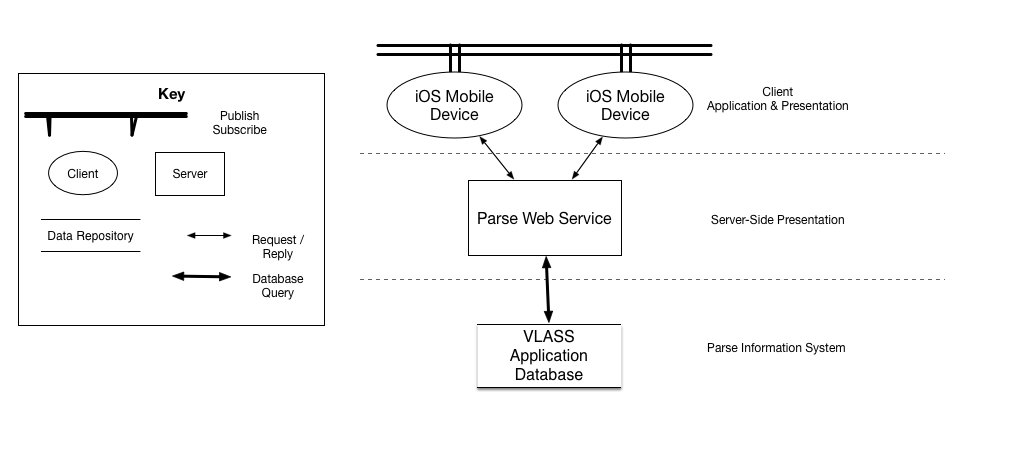 Key
Publish
Subscribe
Client
Server
Data Repository
Request /
Reply
Database
Query
iOS Mobile
Device
iOS Mobile
Device
Client
Application & Presentation
Parse Web Service
Server-Side Presentation
VLASS
Application
Database
Parse Information System